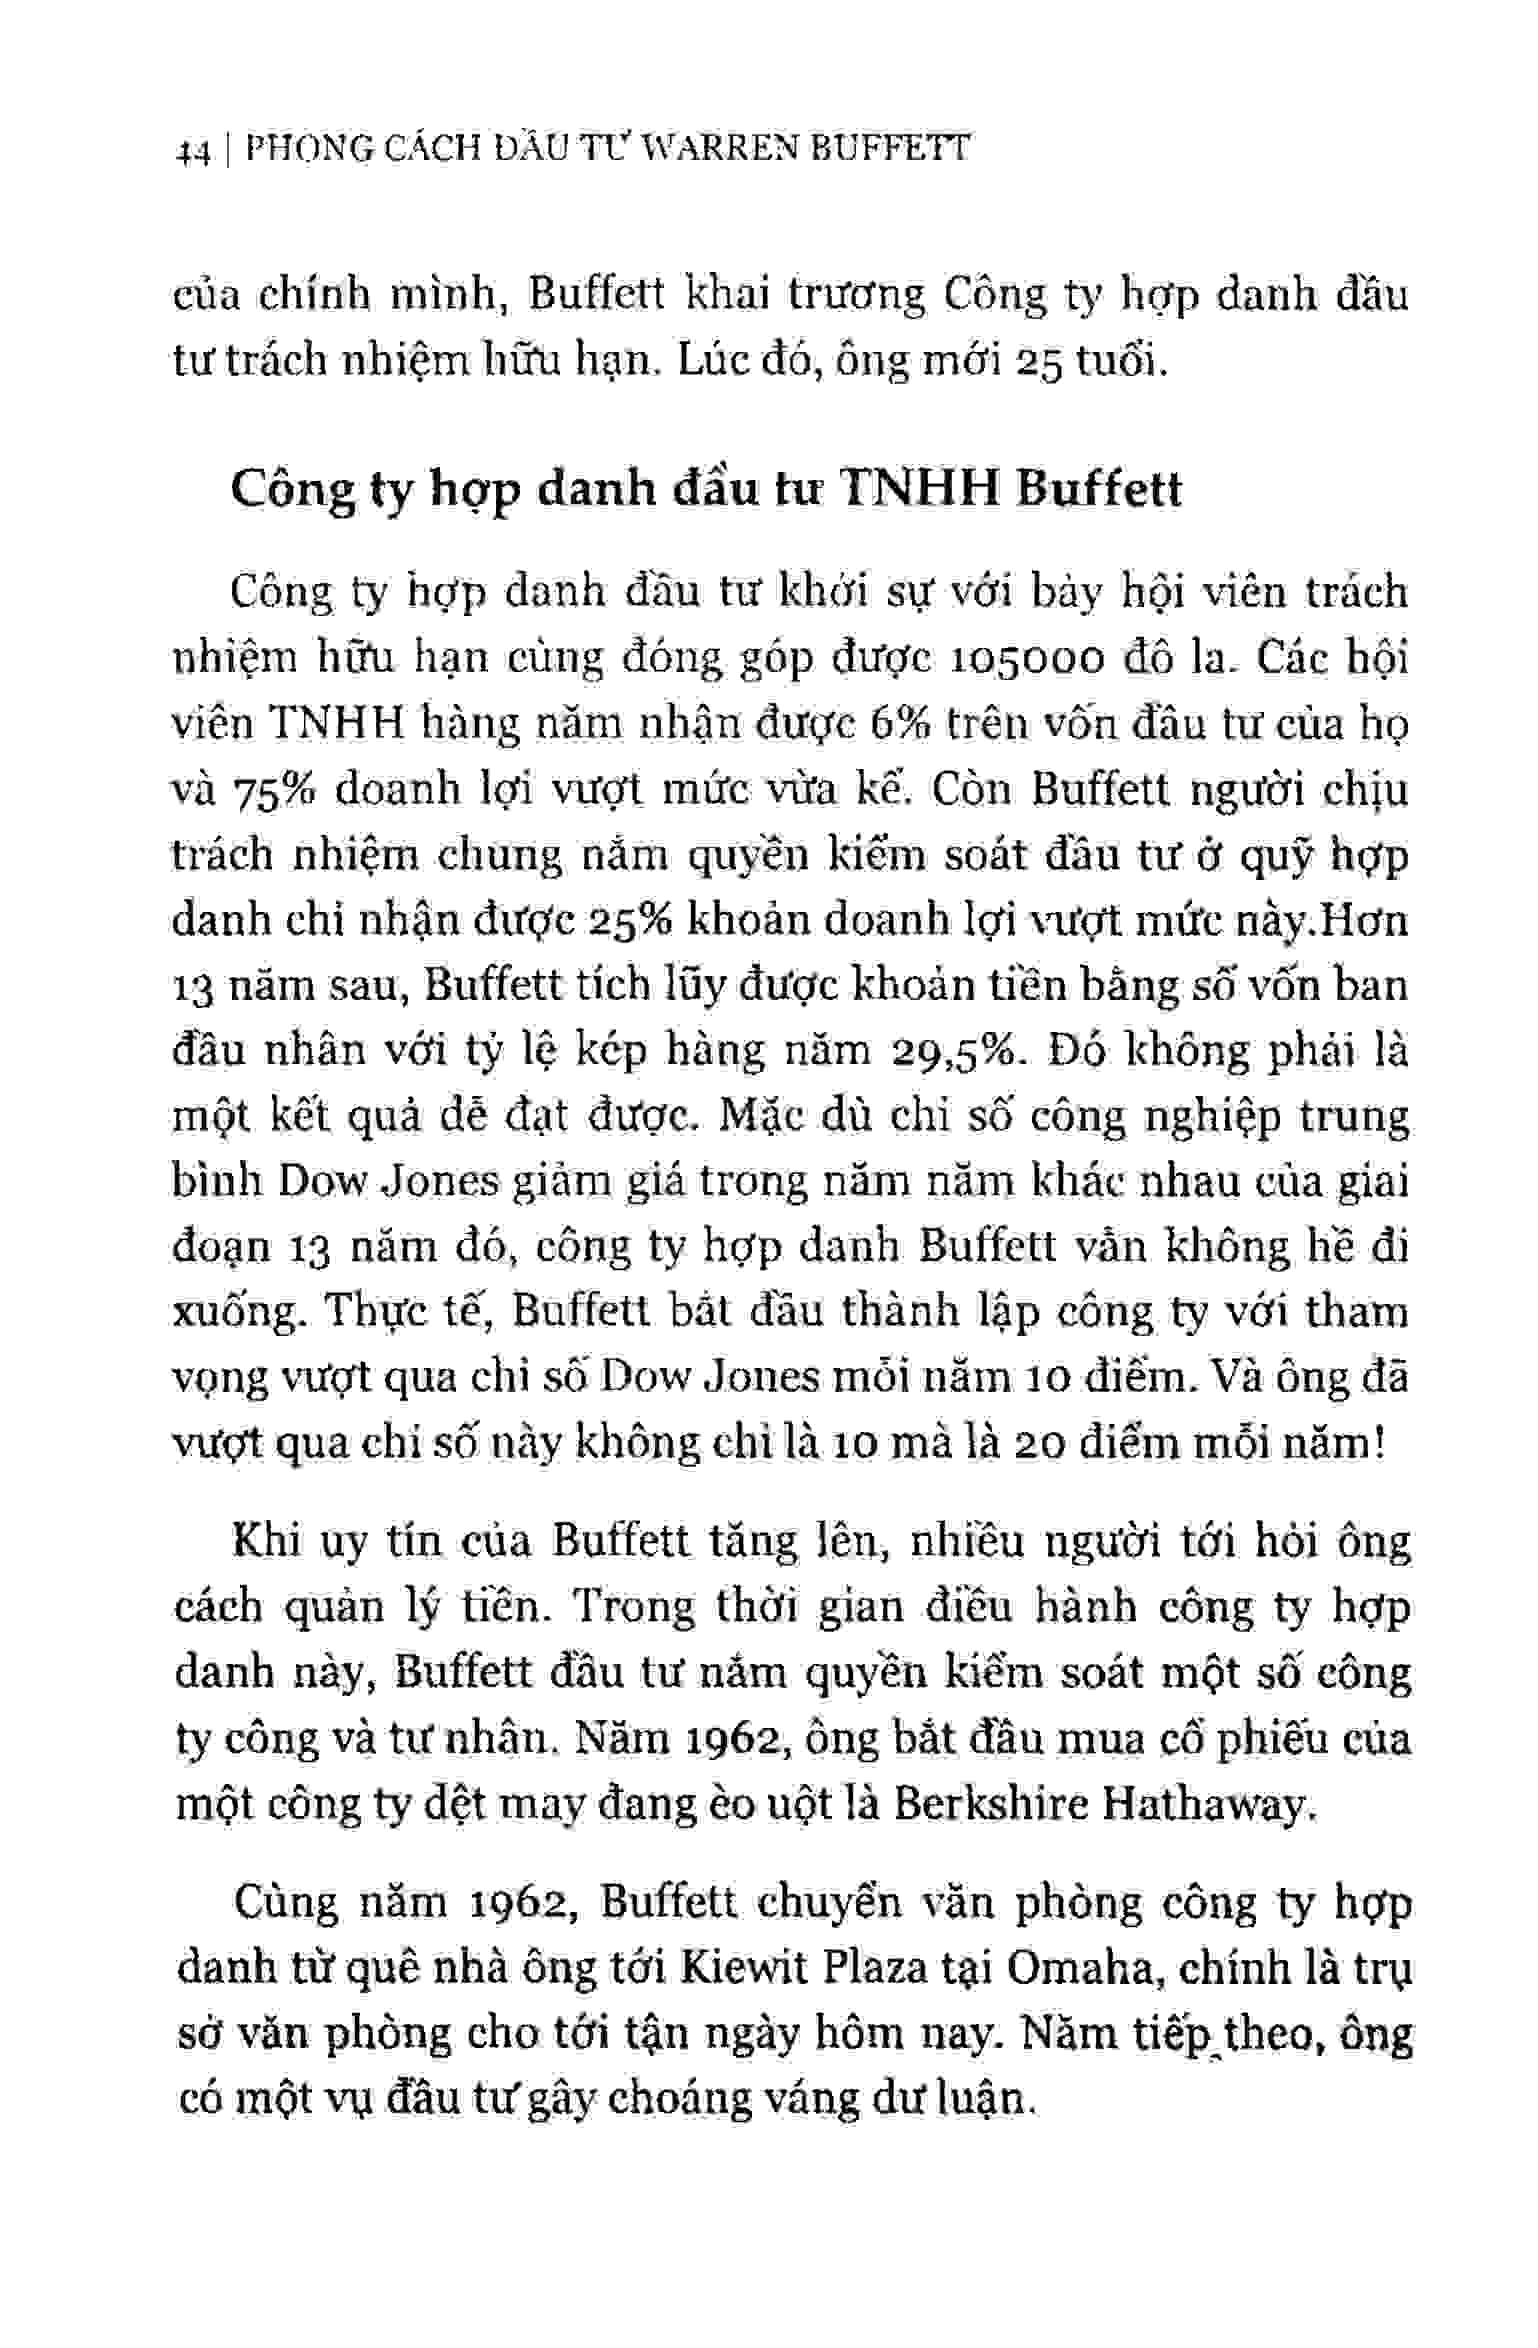 44 | PHONG CÁCH ĐẦU TƯ WARREN BUFFETT
của chính mình, Buffett khai trương Công ty hợp danh đầu
tư trách nhiệm hữu hạn. Lúc đó, ông mới 25 tuổi.
Công ty hợp danh đầu tư TNHH Buffett
Công ty hợp danh đầu tư khởi sự với bảy hội viên trách
nhiệm hữu hạn cùng đóng góp được 105000 đô la. Các hội
viên TNHH hàng năm nhận được 6% trên vốn đầu tư của họ
và 75% doanh lợi vượt mức vừa kể. Còn Buffett người chịu
trách nhiệm chung nắm quyền kiểm soát đầu tư ở quỹ hợp
danh chỉ nhận được 25% khoản doanh lợi vượt mức này.Hơn
13 năm sau, Buffett tích lũy được khoản tiền bằng số vốn ban
đầu nhân với tỷ lệ kép hàng năm 29,5%. Đó không phải là
một kết quả dễ đạt được. Mặc dù chỉ số công nghiệp trung
bình Dow Jones giảm giá trong năm năm khác nhau của giai
đoạn 13 năm đó, công ty hợp danh Buffett vẫn không hề đi
xuống. Thực tế, Buffett bắt đầu thành lập công ty với tham
vọng vượt qua chỉ số Dow Jones mỗi năm 10 điểm. Và ông đã
vượt qua chỉ số này không chỉ là 10 mà là 20 điểm mỗi năm!
Khi uy tín của Buffett tăng lên, nhiều người tới hỏi ông
cách quản lý tiền. Trong thời gian điều hành công ty hợp
danh này, Buffett đầu tư nắm quyền kiểm soát một số công
ty công và tư nhân. Năm 1962, ông bắt đầu mua cổ phiếu của
một công ty dệt may đang èo uột là Berkshire Hathaway.
Cùng năm 1962, Buffett chuyển văn phòng công ty hợp
danh từ quê nhà ông tới Kiewit Plaza tại Omaha, chính là trụ
sở văn phòng cho tới tận ngày hôm nay. Năm tiếp theo, ông
có một vụ đầu tư gây choáng váng dư luận.